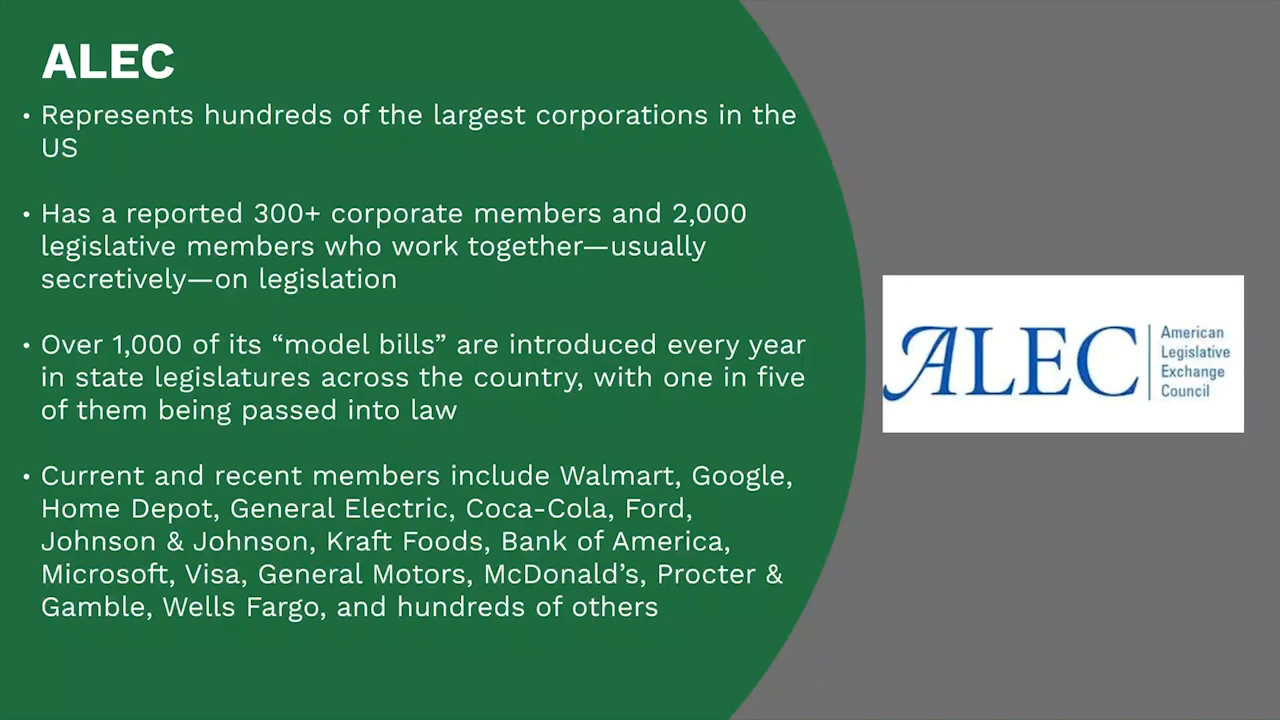 ALEC
• Represents hundreds of the largest corporations in the
US
• Has a reported 300+ corporate members and 2,000
legislative members who work together—usually
secretively—on legislation
• Over 1,000 of its “model bills” are introduced every year
in state legislatures across the country, with one in five
of them being passed into law
• Current and recent members include Walmart, Google,
Home Depot, General Electric, Coca-Cola, Ford,
Johnson & Johnson, Kraft Foods, Bank of America,
Microsoft, Visa, General Motors, McDonald’s, Procter &
Gamble, Wells Fargo, and hundreds of others
ALEC
American
Legislative
Exchange
Council